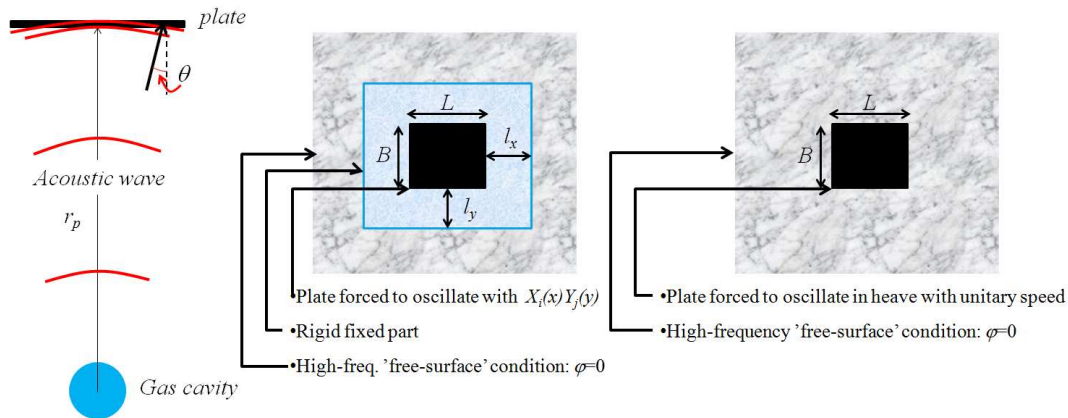 plate
θ
Acoustic wave
r_p
Gas cavity
L
B
l_x
l_y
•Plate forced to oscillate with X_i(x)Y_j(y)
•Rigid fixed part
•High-freq. ’free-surface’ condition: φ=0
L
B
•Plate forced to oscillate in heave with unitary speed
•High-frequency ’free-surface’ condition: φ=0